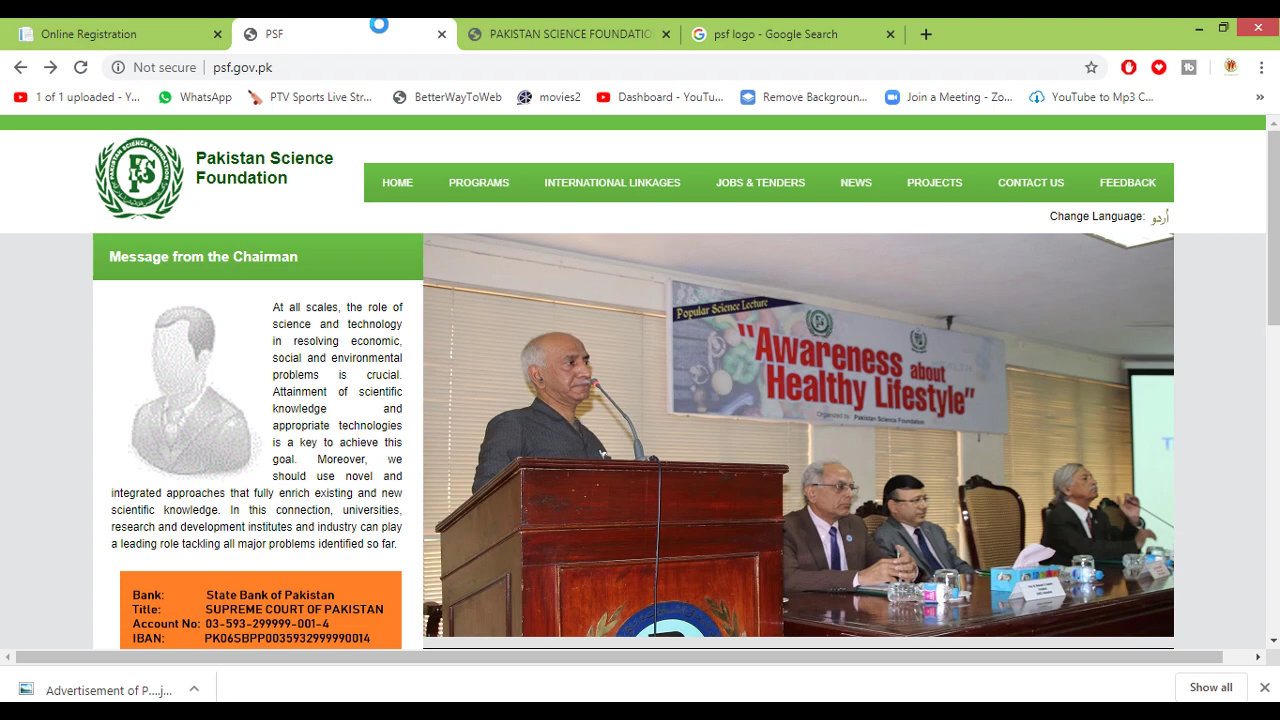 Online Registration
PSF
PAKISTAN SCIENCE FOUNDATIO
psf logo - Google Search
Not secure
psf.gov.pk
1 of 1 uploaded - Y...
WhatsApp
PTV Sports Live Str...
BetterWayToWeb
movies2
Dashboard - YouTu...
Remove Backgroun...
Join a Meeting - Zo...
YouTube to Mp3 C...
»
Pakistan Science
Foundation
HOME
PROGRAMS
INTERNATIONAL LINKAGES
JOBS & TENDERS
NEWS
PROJECTS
CONTACT US
FEEDBACK
Change Language: اُردو
Message from the Chairman
At all scales, the role of
science and technology
in resolving economic,
social and environmental
problems is crucial.
Attainment of scientific
knowledge and
appropriate technologies
is a key to achieve this
goal. Moreover, we
should use novel and
integrated approaches that fully enrich existing and new
scientific knowledge. In this connection, universities,
research and development institutes and industry can play
a leading role tackling all major problems identified so far.
Popular Science Lecture
"Awareness about
Healthy Lifestyle"
Organized by Pakistan Science Foundation
Bank: State Bank of Pakistan
Title: SUPREME COURT OF PAKISTAN
Account No: 03-593-299999-001-4
IBAN: PK06SBPP0035932999990014
Advertisement of P....j...
Show all